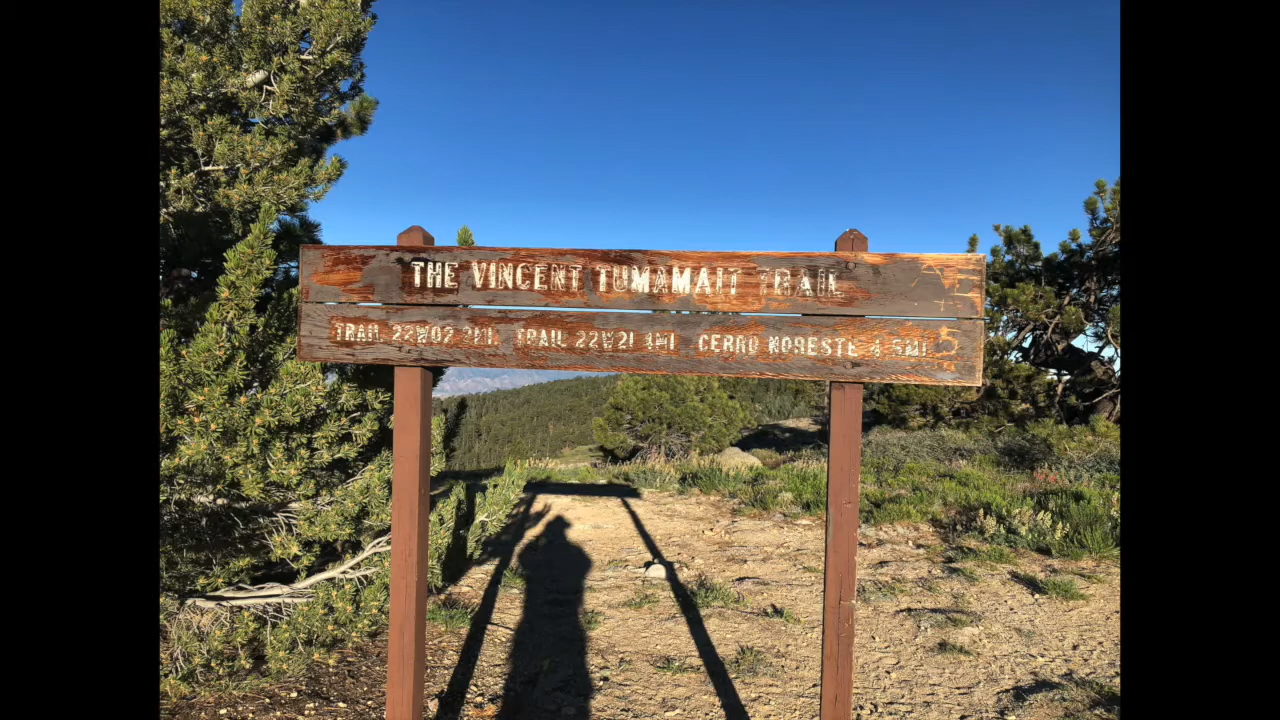 THE VINCENT TUMAMAIT TRAIL
TRAIL 22W02 2MI. TRAIL 22W21 4MI CERRO NORESTE 4.5MI